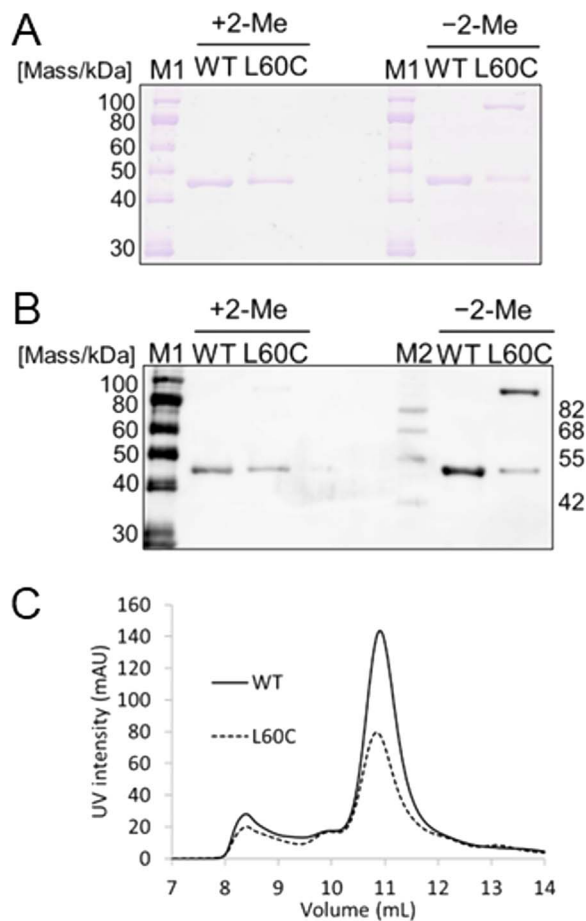 A
+2-Me −2-Me
[Mass/kDa] M1 WT L60C M1 WT L60C
100
80
60
50
40
30
B
+2-Me −2-Me
[Mass/kDa] M1 WT L60C M2 WT L60C
100
80
60
50
40
30
82
68
55
42
C
160
140
120
100
80
60
40
20
0
UV intensity (mAU)
WT
L60C
7 8 9 10 11 12 13 14
Volume (mL)